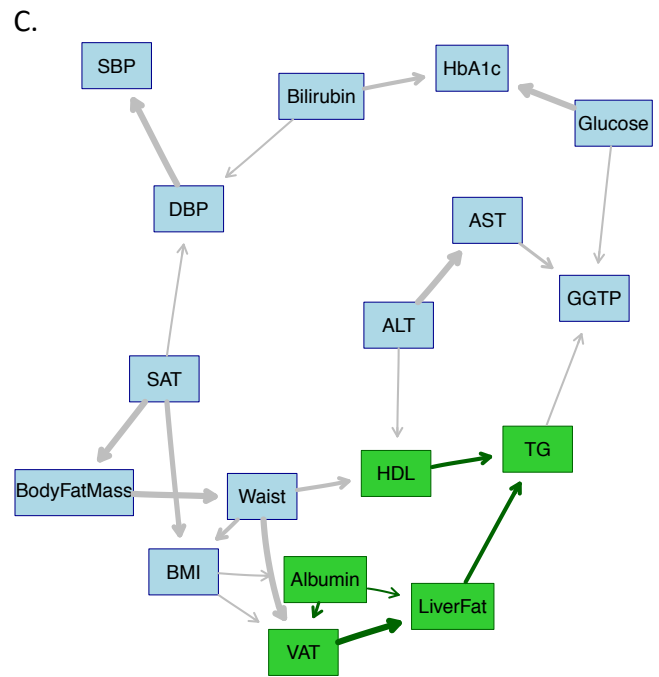 C.
SBP
HbA1c
Bilirubin
Glucose
DBP
AST
GGTP
ALT
SAT
TG
HDL
BodyFatMass
Waist
BMI
Albumin
LiverFat
VAT